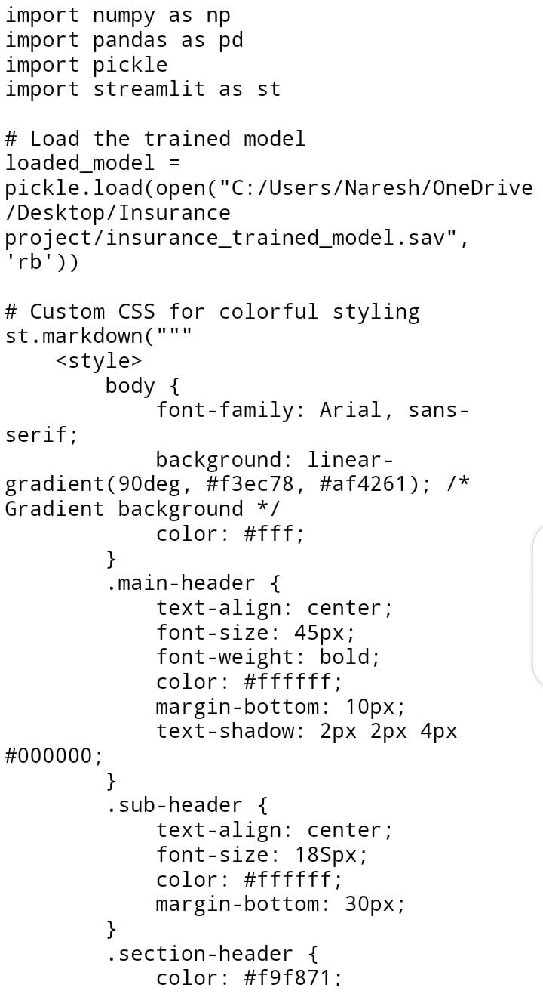 import numpy as np
import pandas as pd
import pickle
import streamlit as st

# Load the trained model
loaded_model =
pickle.load(open("C:/Users/Naresh/OneDrive
/Desktop/Insurance
project/insurance_trained_model.sav",
'rb'))

# Custom CSS for colorful styling
st.markdown("""
    <style>
        body {
            font-family: Arial, sans-
serif;
            background: linear-
gradient(90deg, #f3ec78, #af4261); /*
Gradient background */
            color: #fff;
        }
        .main-header {
            text-align: center;
            font-size: 45px;
            font-weight: bold;
            color: #ffffff;
            margin-bottom: 10px;
            text-shadow: 2px 2px 4px
#000000;
        }
        .sub-header {
            text-align: center;
            font-size: 18Spx;
            color: #ffffff;
            margin-bottom: 30px;
        }
        .section-header {
            color: #f9f871;